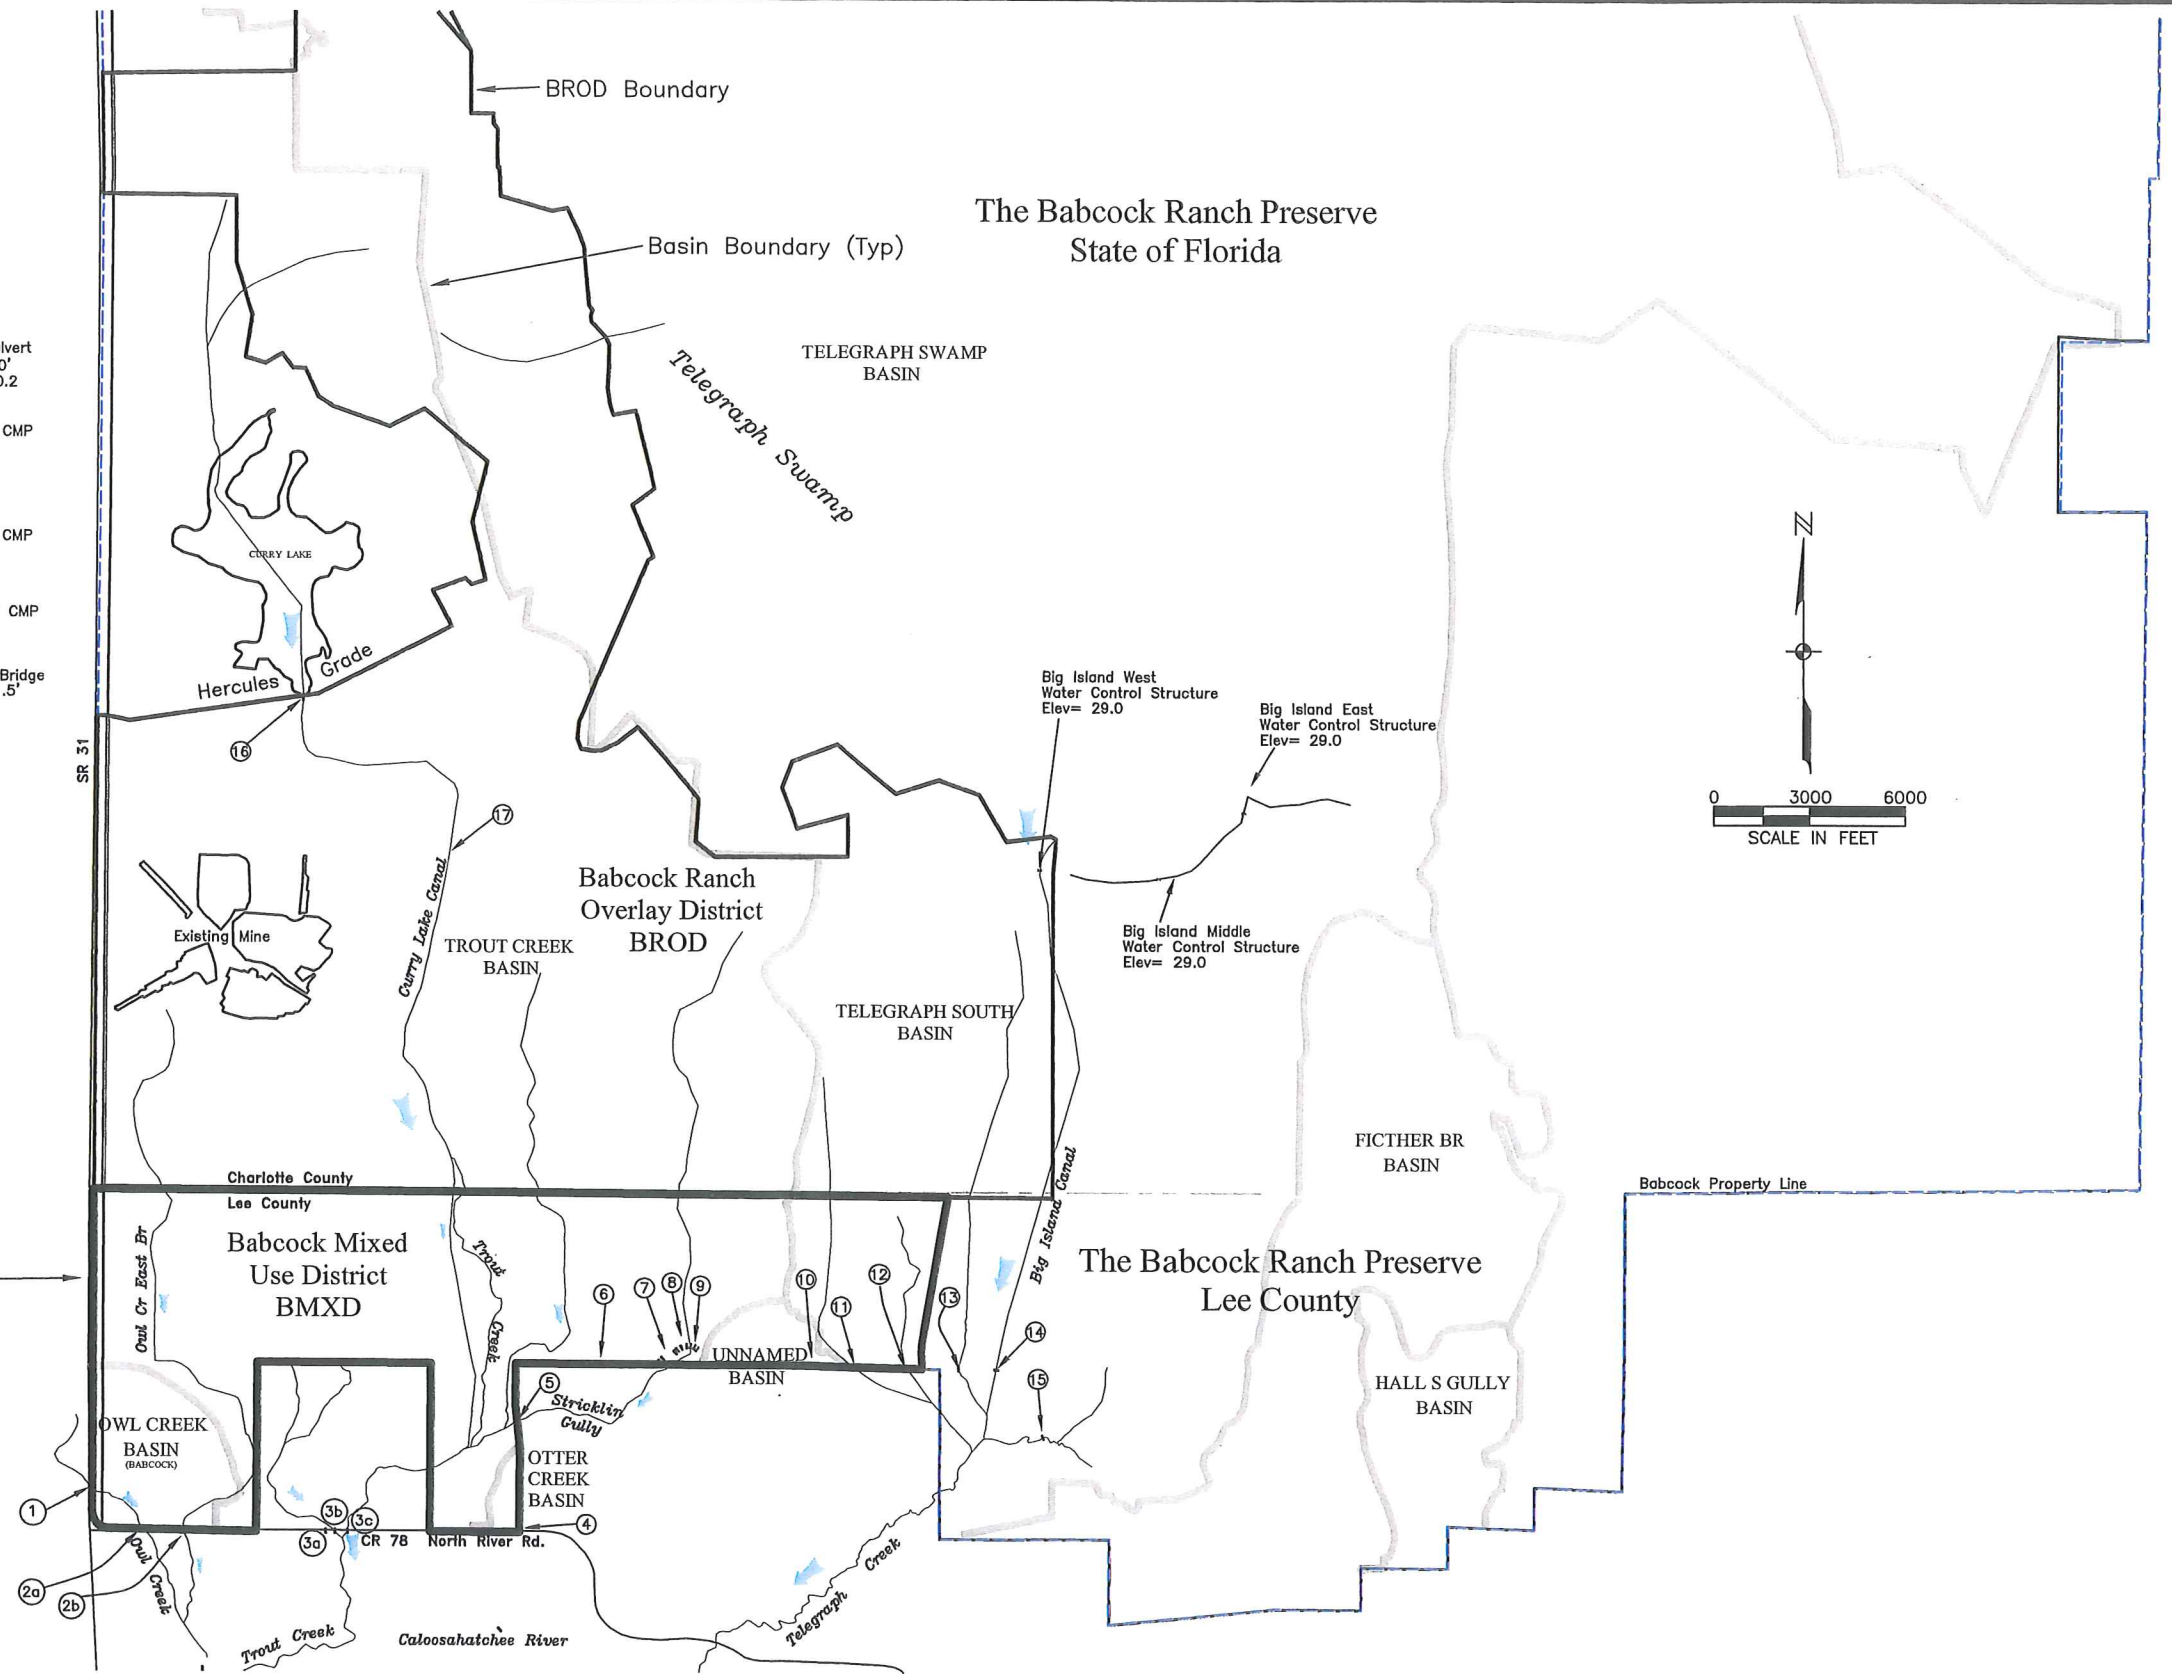 BROD Boundary
The Babcock Ranch Preserve
State of Florida
Basin Boundary (Typ)
TELEGRAPH SWAMP
BASIN
Telegraph Swamp
lvert
0'
0.2
CMP
CMP
CMP
Bridge
.5'
CURRY LAKE
Hercules Grade
SR 31
16
17
N
0 3000 6000
SCALE IN FEET
Big Island West
Water Control Structure
Elev= 29.0
Big Island East
Water Control Structure
Elev= 29.0
Big Island Middle
Water Control Structure
Elev= 29.0
Existing Mine
Curry Lake Canal
TROUT CREEK
BASIN
Babcock Ranch
Overlay District
BROD
TELEGRAPH SOUTH
BASIN
FICTHER BR
BASIN
Babcock Property Line
Charlotte County
Lee County
Owl Cr East Br
Babcock Mixed
Use District
BMXD
Trout
Creek
6
7
8
9
10
11
12
13
14
15
Big Island Canal
The Babcock Ranch Preserve
Lee County
UNNAMED
BASIN
5
Stricklin
Gully
HALL S GULLY
BASIN
OWL CREEK
BASIN
(BABCOCK)
OTTER
CREEK
BASIN
1
3b
3c
3a
4
CR 78 North River Rd.
2a
2b
Owl
Creek
Trout Creek
Caloosahatchee River
Telegraph
Creek